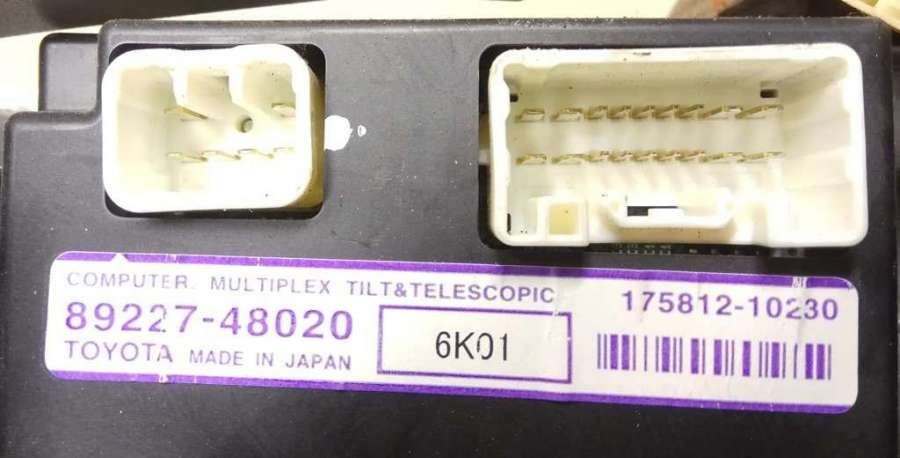 COMPUTER. MULTIPLEX TILT&TELESCOPIC
175812-10230
89227-48020
6K01
TOYOTA MADE IN JAPAN